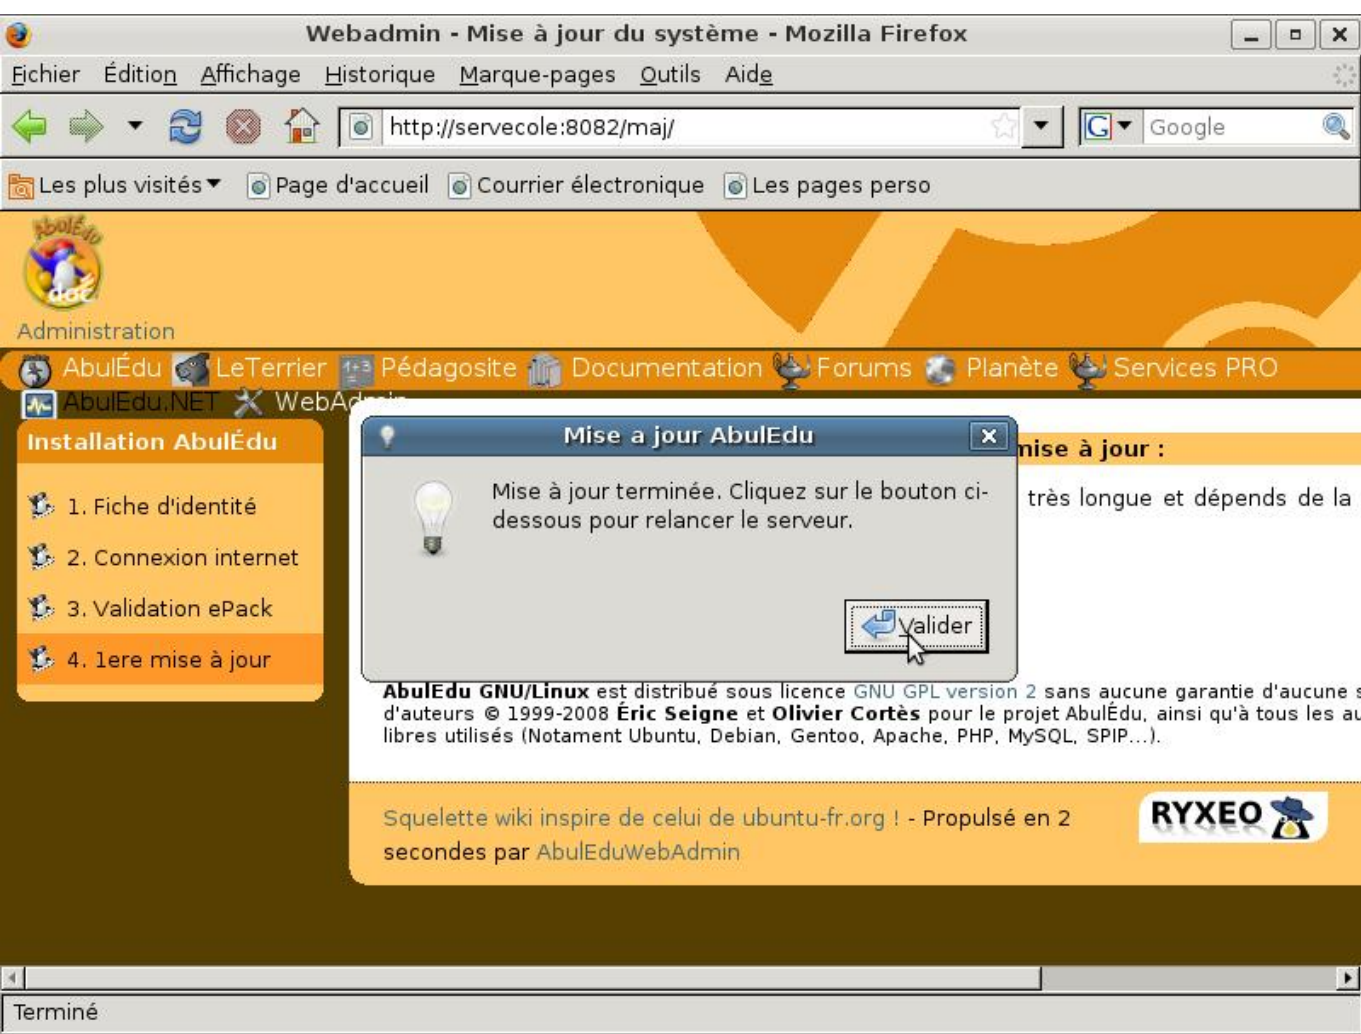 Webadmin - Mise à jour du système - Mozilla Firefox
Fichier Édition Affichage Historique Marque-pages Outils Aide
http://servecole:8082/maj/
G Google
Les plus visités Page d'accueil Courrier électronique Les pages perso
AbulÉdu
doc
Administration
AbulÉdu LeTerrier Pédagosite Documentation Forums Planète Services PRO
AbulEdu.NET WebAdmin
Installation AbulÉdu
1. Fiche d'identité
2. Connexion internet
3. Validation ePack
4. 1ere mise à jour
Mise a jour AbulEdu
Mise à jour terminée. Cliquez sur le bouton ci-
dessous pour relancer le serveur.
Valider
mise à jour :
très longue et dépends de la
AbulEdu GNU/Linux est distribué sous licence GNU GPL version 2 sans aucune garantie d'aucune s
d'auteurs © 1999-2008 Éric Seigne et Olivier Cortès pour le projet AbulÉdu, ainsi qu'à tous les au
libres utilisés (Notament Ubuntu, Debian, Gentoo, Apache, PHP, MySQL, SPIP...).
Squelette wiki inspire de celui de ubuntu-fr.org ! - Propulsé en 2
secondes par AbulEduWebAdmin
RYXEO
Terminé